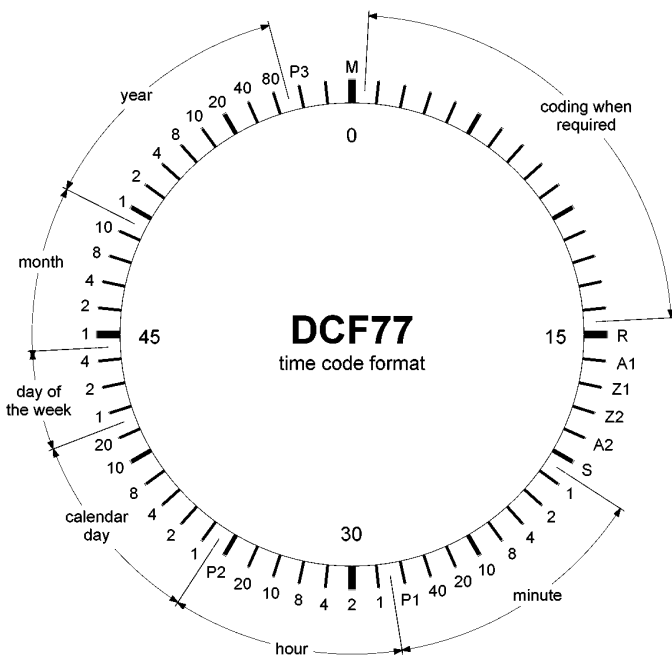 M
0
coding when
required
DCF77
time code format
15
R
A1
Z1
Z2
A2
S
1
2
4
8
10
20
40
minute
P1
30
1
2
4
8
10
20
hour
P2
1
2
4
8
10
20
calendar
day
1
2
4
day of
the week
45
1
2
4
8
10
month
1
2
4
8
10
20
40
80
year
P3